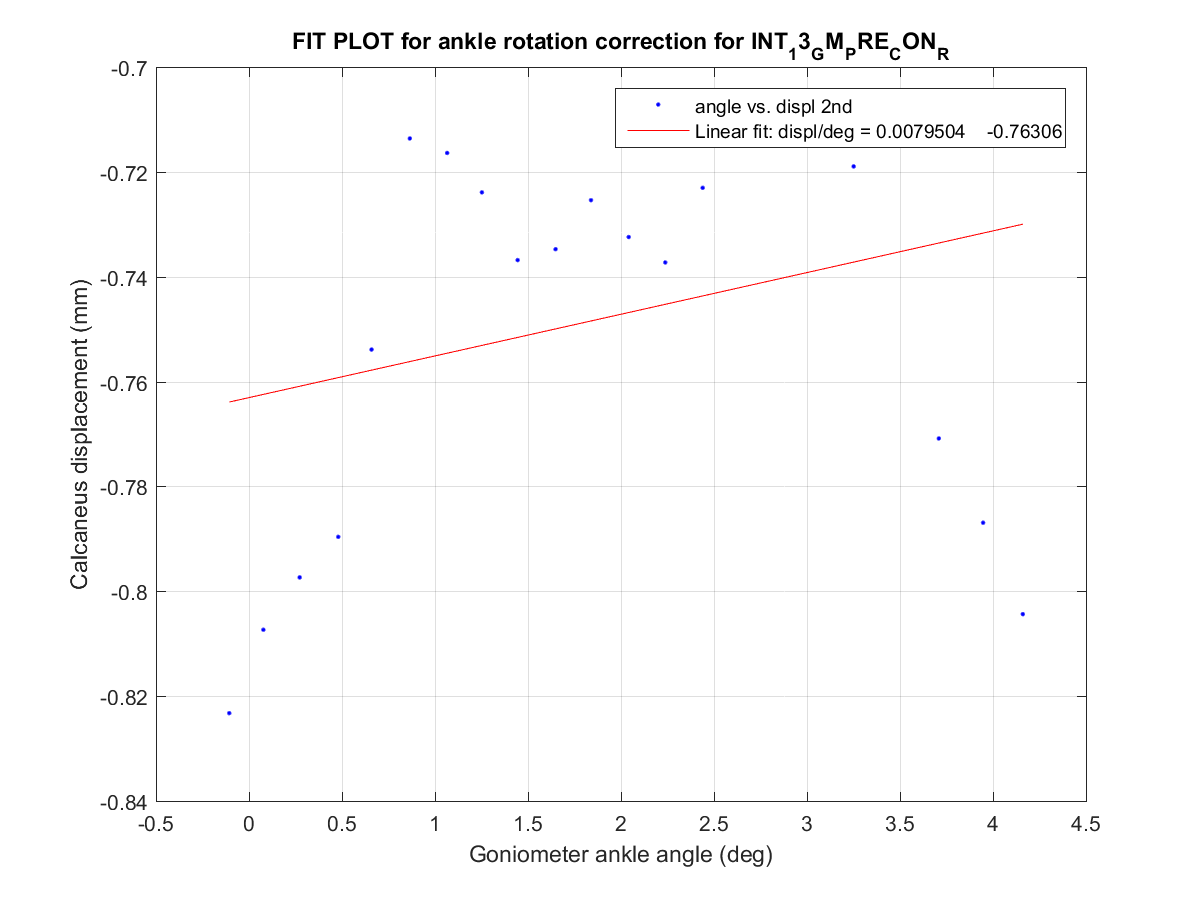 FIT PLOT for ankle rotation correction for INT₁3_GM_PRE_CON_R
angle vs. displ 2nd
Linear fit: displ/deg = 0.0079504 -0.76306
-0.7
-0.72
-0.74
-0.76
-0.78
-0.8
-0.82
-0.84
Calcaneus displacement (mm)
-0.5 0 0.5 1 1.5 2 2.5 3 3.5 4 4.5
Goniometer ankle angle (deg)